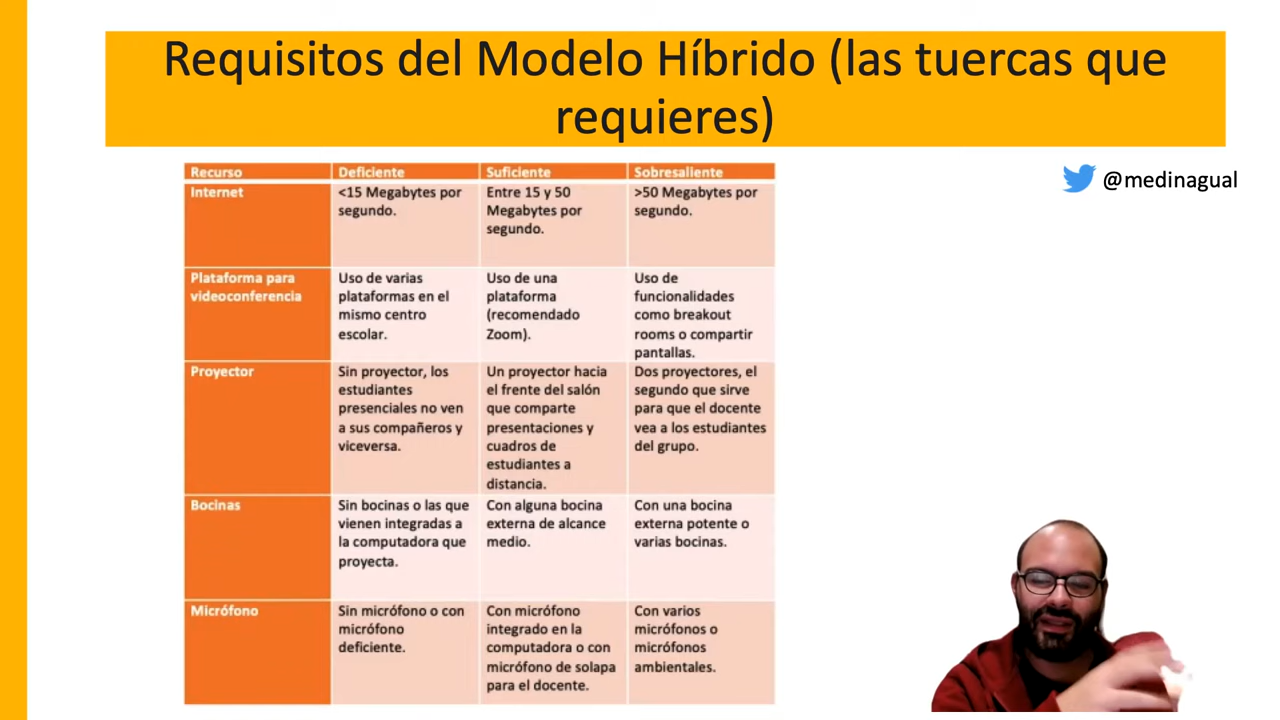 Requisitos del Modelo Híbrido (las tuercas que
requieres)
@medinagual
Recurso
Deficiente
Suficiente
Sobresaliente
Internet
<15 Megabytes por
segundo.
Entre 15 y 50
Megabytes por
segundo.
>50 Megabytes por
segundo.
Plataforma para
videoconferencia
Uso de varias
plataformas en el
mismo centro
escolar.
Uso de una
plataforma
(recomendado
Zoom).
Uso de
funcionalidades
como breakout
rooms o compartir
pantallas.
Proyector
Sin proyector, los
estudiantes
presenciales no ven
a sus compañeros y
viceversa.
Un proyector hacia
el frente del salón
que comparte
presentaciones y
cuadros de
estudiantes a
distancia.
Dos proyectores, el
segundo que sirve
para que el docente
vea a los estudiantes
del grupo.
Bocinas
Sin bocinas o las que
vienen integradas a
la computadora que
proyecta.
Con alguna bocina
externa de alcance
medio.
Con una bocina
externa potente o
varias bocinas.
Micrófono
Sin micrófono o con
micrófono
deficiente.
Con micrófono
integrado en la
computadora o con
micrófono de solapa
para el docente.
Con varios
micrófonos o
micrófonos
ambientales.